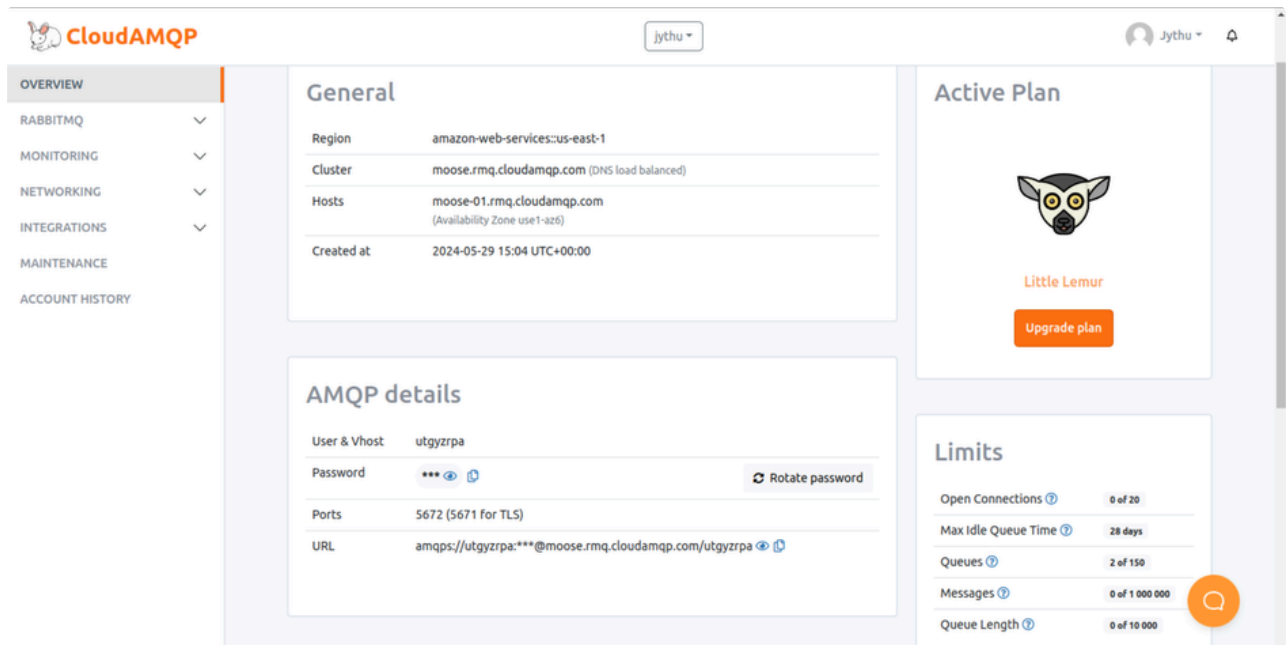 CloudAMQP
jythu
Jythu
OVERVIEW
RABBITMQ
MONITORING
NETWORKING
INTEGRATIONS
MAINTENANCE
ACCOUNT HISTORY
General
Region amazon-web-services::us-east-1
Cluster moose.rmq.cloudamqp.com (DNS load balanced)
Hosts moose-01.rmq.cloudamqp.com
(Availability Zone use1-az6)
Created at 2024-05-29 15:04 UTC+00:00
AMQP details
User & Vhost utgyzrpa
Password ***
Rotate password
Ports 5672 (5671 for TLS)
URL amqps://utgyzrpa:***@moose.rmq.cloudamqp.com/utgyzrpa
Active Plan
Little Lemur
Upgrade plan
Limits
Open Connections ? 0 of 20
Max Idle Queue Time ? 28 days
Queues ? 2 of 150
Messages ? 0 of 1 000 000
Queue Length ? 0 of 10 000